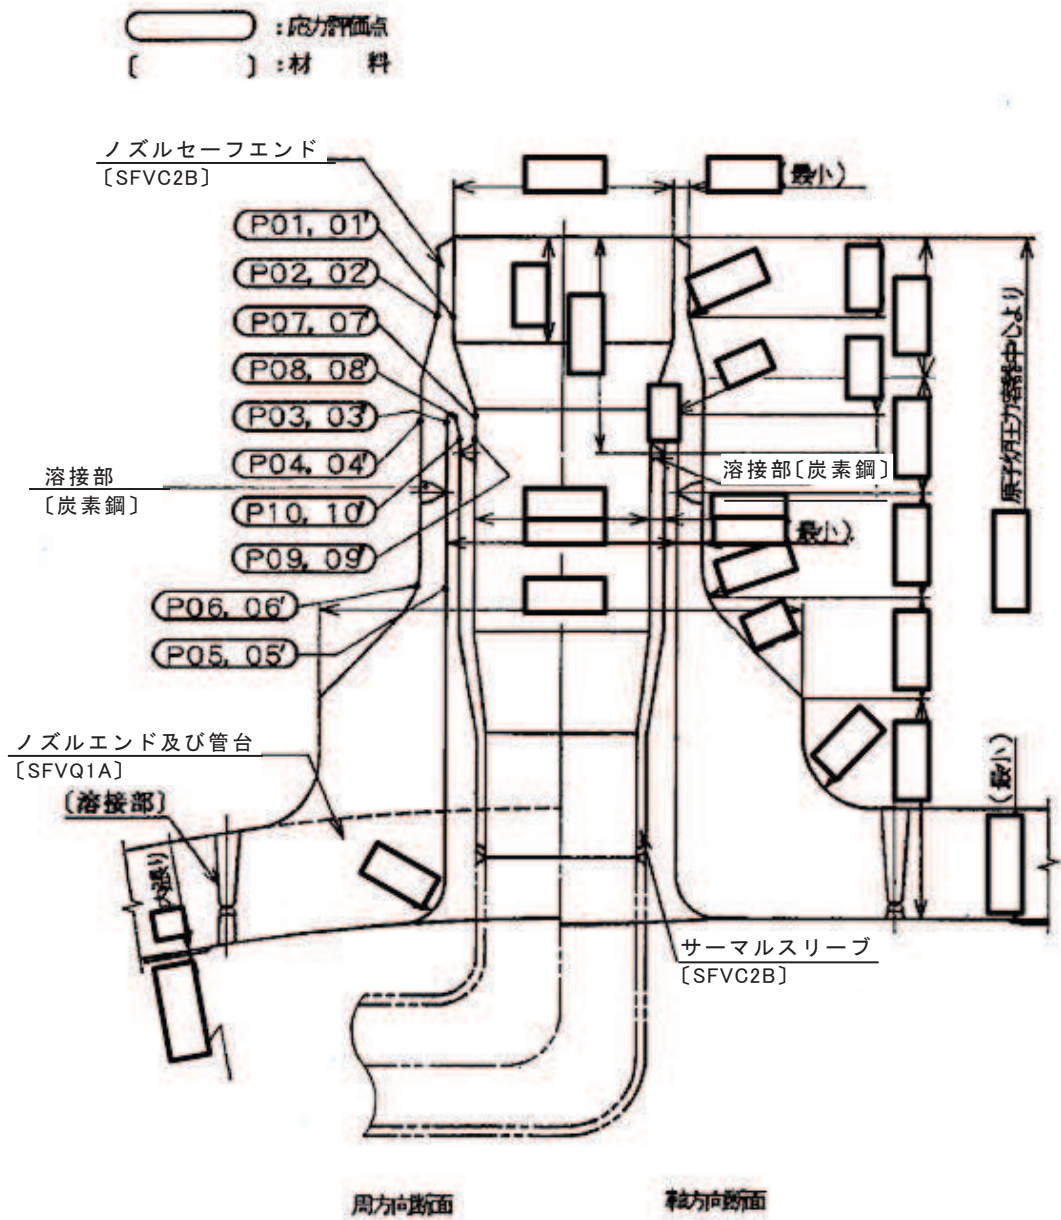 ：応力評価点
〔　　　〕：材　　料
ノズルセーフエンド
〔SFVC2B〕
(最小)
P01, 01'
P02, 02'
P07, 07'
P08, 08'
P03, 03'
P04, 04'
P10, 10'
P09, 09'
P06, 06'
P05, 05'
溶接部
〔炭素鋼〕
溶接部〔炭素鋼〕
(最小)
原子炉圧力容器中心より
ノズルエンド及び管台
〔SFVQ1A〕
〔溶接部〕
(最小)
内張り
サーマルスリーブ
〔SFVC2B〕
周方向断面
軸方向断面